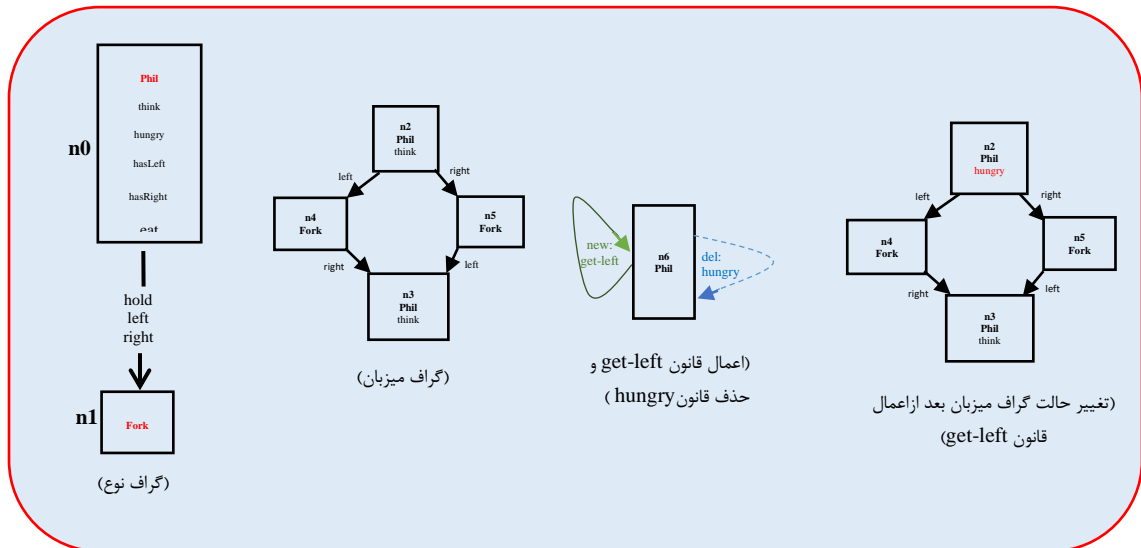 n0
Phil
think
hungry
hasLeft
hasRight
eat
hold
left
right
n1
Fork
(گراف نوع)
n2
Phil
think
left
right
n4
Fork
n5
Fork
right
left
n3
Phil
think
(گراف میزبان)
new:
get-left
n6
Phil
del:
hungry
(اعمال قانون get-left و
حذف قانون hungry )
n2
Phil
hungry
left
right
n4
Fork
n5
Fork
right
left
n3
Phil
think
(تغییر حالت گراف میزبان بعد ازاعمال
قانون get-left)